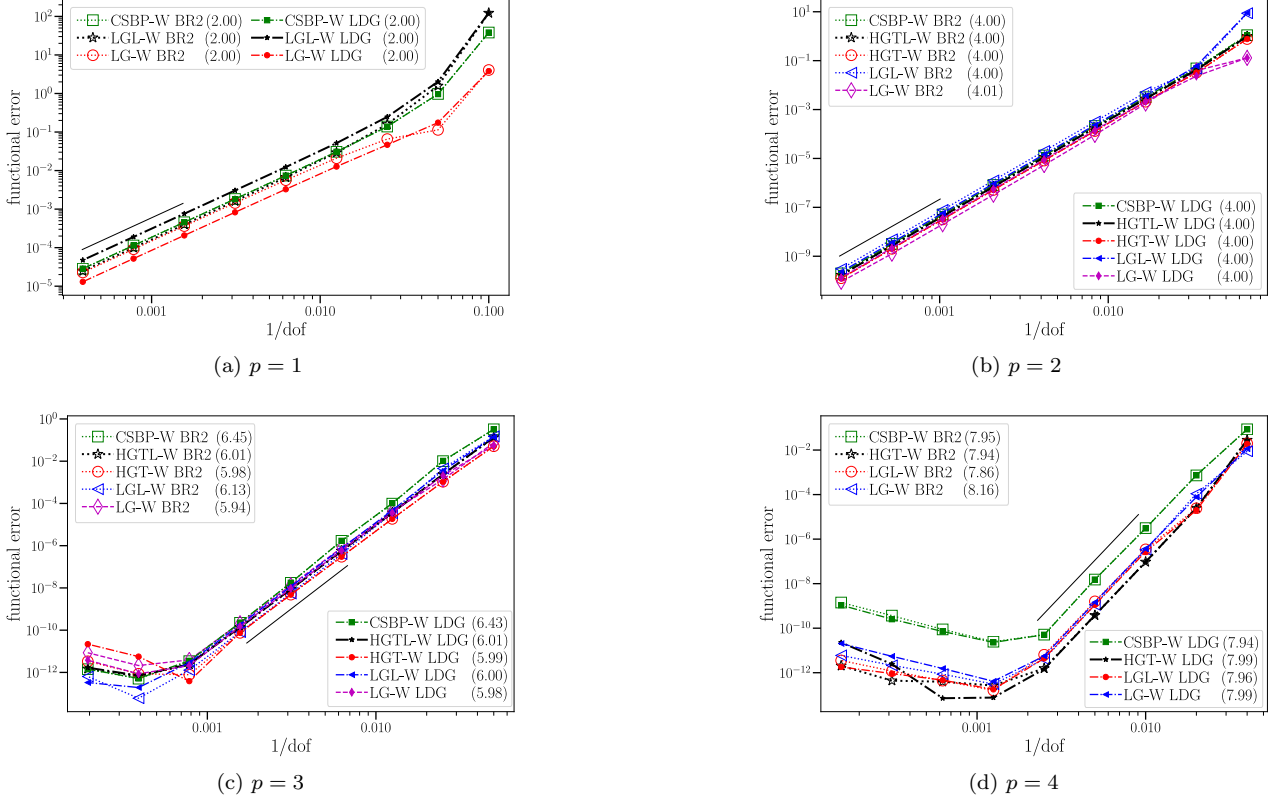 CSBP-W BR2 (2.00) CSBP-W LDG (2.00)
LGL-W BR2 (2.00) LGL-W LDG (2.00)
LG-W BR2 (2.00) LG-W LDG (2.00)
10^2
10^1
10^0
10^−1
10^−2
10^−3
10^−4
10^−5
functional error
0.001 0.010 0.100
1/dof
(a) p = 1
CSBP-W BR2 (4.00)
HGTL-W BR2 (4.00)
HGT-W BR2 (4.00)
LGL-W BR2 (4.00)
LG-W BR2 (4.01)
CSBP-W LDG (4.00)
HGTL-W LDG (4.00)
HGT-W LDG (4.00)
LGL-W LDG (4.00)
LG-W LDG (4.00)
10^1
10^−1
10^−3
10^−5
10^−7
10^−9
functional error
0.001 0.010
1/dof
(b) p = 2
CSBP-W BR2 (6.45)
HGTL-W BR2 (6.01)
HGT-W BR2 (5.98)
LGL-W BR2 (6.13)
LG-W BR2 (5.94)
CSBP-W LDG (6.43)
HGTL-W LDG (6.01)
HGT-W LDG (5.99)
LGL-W LDG (6.00)
LG-W LDG (5.98)
10^0
10^−2
10^−4
10^−6
10^−8
10^−10
10^−12
functional error
0.001 0.010
1/dof
(c) p = 3
CSBP-W BR2 (7.95)
HGT-W BR2 (7.94)
LGL-W BR2 (7.86)
LG-W BR2 (8.16)
CSBP-W LDG (7.94)
HGT-W LDG (7.99)
LGL-W LDG (7.96)
LG-W LDG (7.99)
10^−2
10^−4
10^−6
10^−8
10^−10
10^−12
functional error
0.001 0.010
1/dof
(d) p = 4